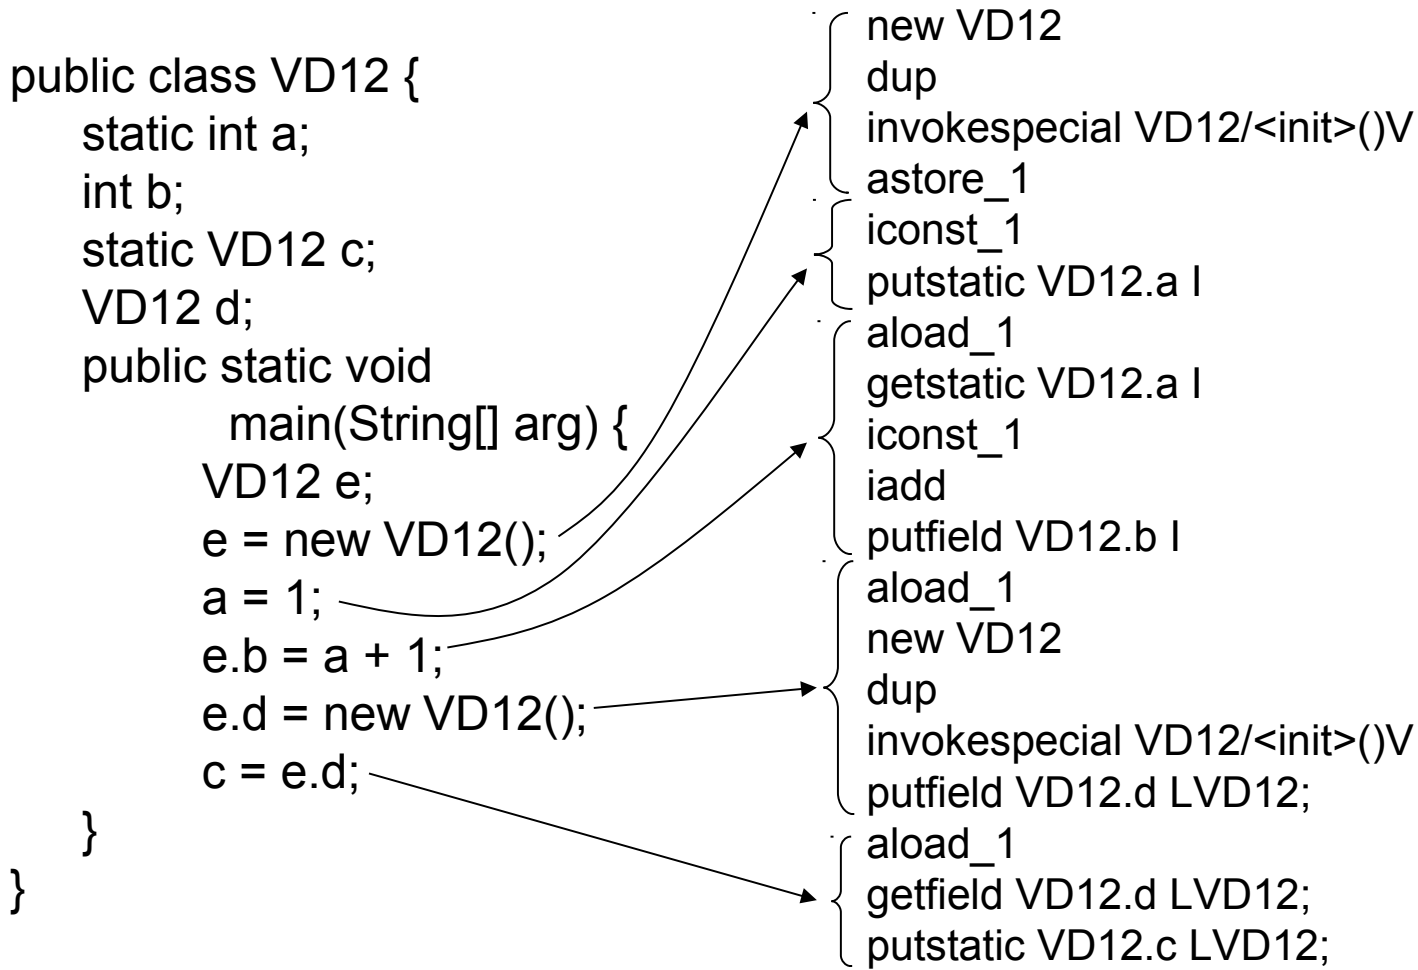 public class VD12 {
static int a;
int b;
static VD12 c;
VD12 d;
public static void
main(String[] arg) {
VD12 e;
e = new VD12();
a = 1;
e.b = a + 1;
e.d = new VD12();
c = e.d;
}
}
new VD12
dup
invokespecial VD12/<init>()V
astore_1
iconst_1
putstatic VD12.a I
aload_1
getstatic VD12.a I
iconst_1
iadd
putfield VD12.b I
aload_1
new VD12
dup
invokespecial VD12/<init>()V
putfield VD12.d LVD12;
aload_1
getfield VD12.d LVD12;
putstatic VD12.c LVD12;